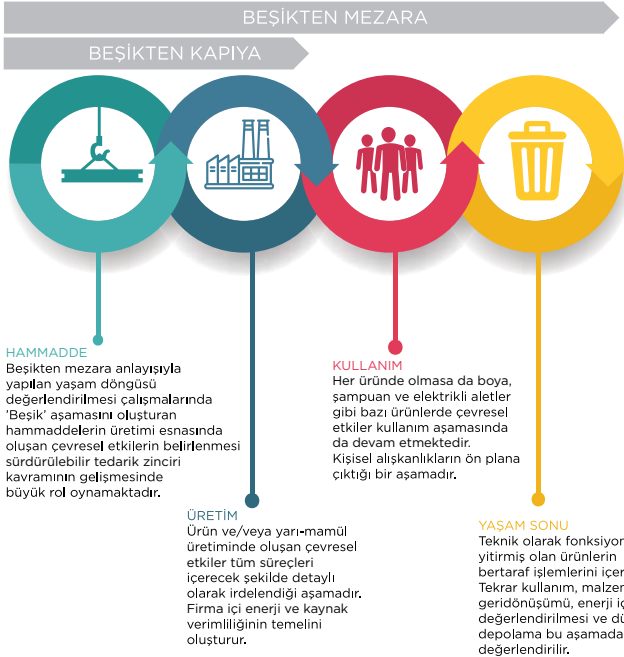 BEŞİKTEN MEZARA
BEŞİKTEN KAPIYA
HAMMADDE
Beşikten mezara anlayışıyla
yapılan yaşam döngüsü
değerlendirilmesi çalışmalarında
'Beşik' aşamasını oluşturan
hammaddelerin üretimi esnasında
oluşan çevresel etkilerin belirlenmesi
sürdürülebilir tedarik zinciri
kavramının gelişmesinde
büyük rol oynamaktadır.
ÜRETİM
Ürün ve/veya yarı-mamül
üretiminde oluşan çevresel
etkiler tüm süreçleri
içerecek şekilde detaylı
olarak irdelendiği aşamadır.
Firma içi enerji ve kaynak
verimliliğinin temelini
oluşturur.
KULLANIM
Her üründe olmasa da boya,
şampuan ve elektrikli aletler
gibi bazı ürünlerde çevresel
etkiler kullanım aşamasında
da devam etmektedir.
Kişisel alışkanlıkların ön plana
çıktığı bir aşamadır.
YAŞAM SONU
Teknik olarak
yitirmiş olan ürünlerin
bertaraf işlemlerini
Tekrar kullanım,
geridönüşümü, enerji
değerlendirilmesi ve
depolama bu aşamada
değerlendirilir.